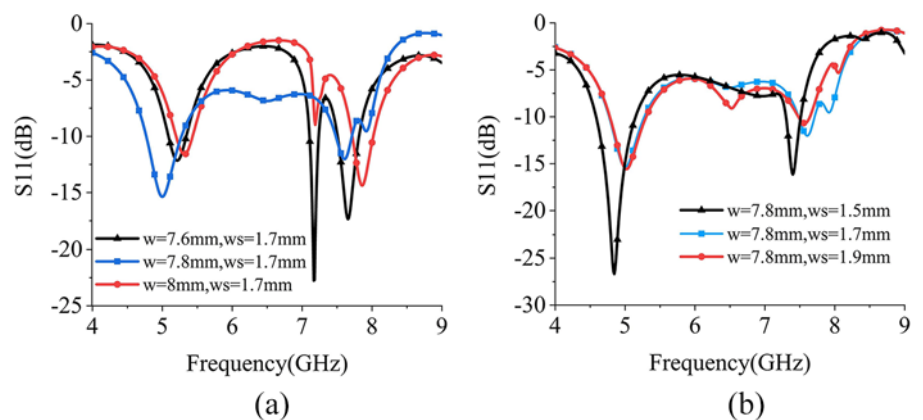 (a)
0
-5
-10
-15
-20
-25
S11(dB)
w=7.6mm,ws=1.7mm
w=7.8mm,ws=1.7mm
w=8mm,ws=1.7mm
4 5 6 7 8 9
Frequency(GHz)
(a)
(b)
0
-5
-10
-15
-20
-25
-30
S11(dB)
w=7.8mm,ws=1.5mm
w=7.8mm,ws=1.7mm
w=7.8mm,ws=1.9mm
4 5 6 7 8 9
Frequency(GHz)
(b)